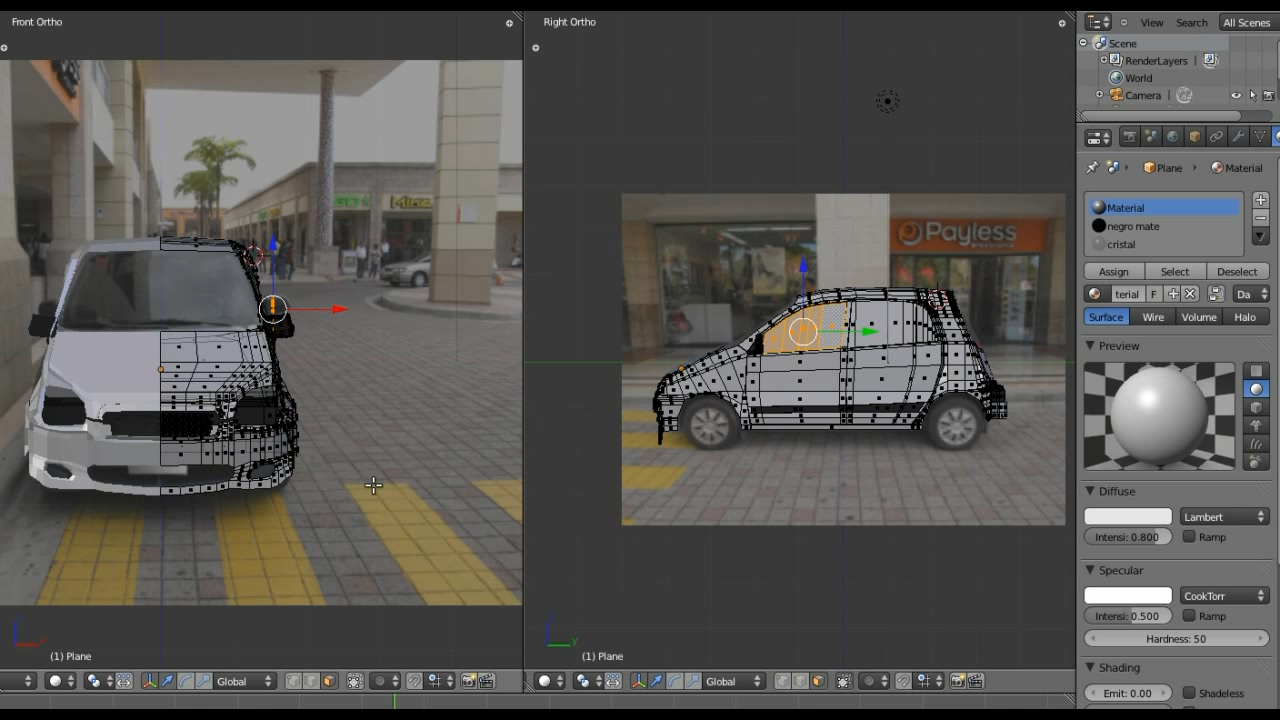 Front Ortho
Right Ortho
View Search All Scenes
Scene
RenderLayers
World
Camera
Plane Material
Material
negro mate
cristal
Assign Select Deselect
terial F Da
Surface Wire Volume Halo
Preview
Payless
Diffuse
Lambert
Intensi: 0.800 Ramp
Specular
CookTorr
Intensi: 0.500 Ramp
Hardness: 50
Shading
Emit: 0.00 Shadeless
(1) Plane
(1) Plane
Global
Global